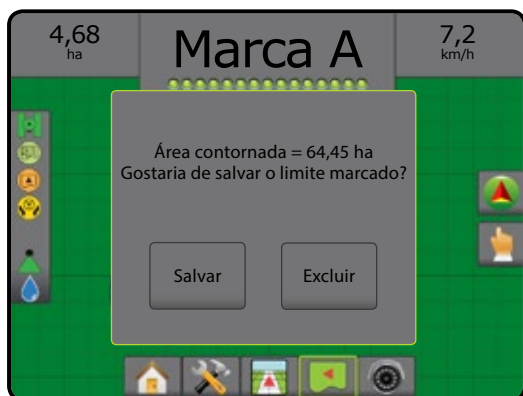 4,68
ha
Marca A
7,2
km/h
Área contornada = 64,45 ha
Gostaria de salvar o limite marcado?
Salvar
Excluir